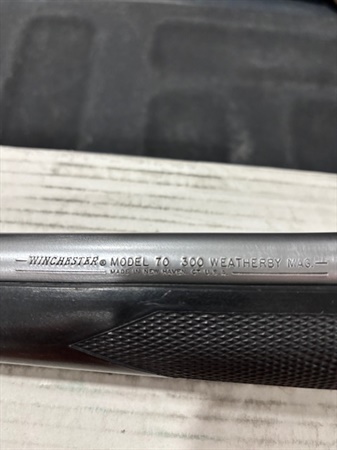 WINCHESTER® MODEL 70 300 WEATHERBY MAG
MADE IN NEW HAVEN, CT. U.S.A.